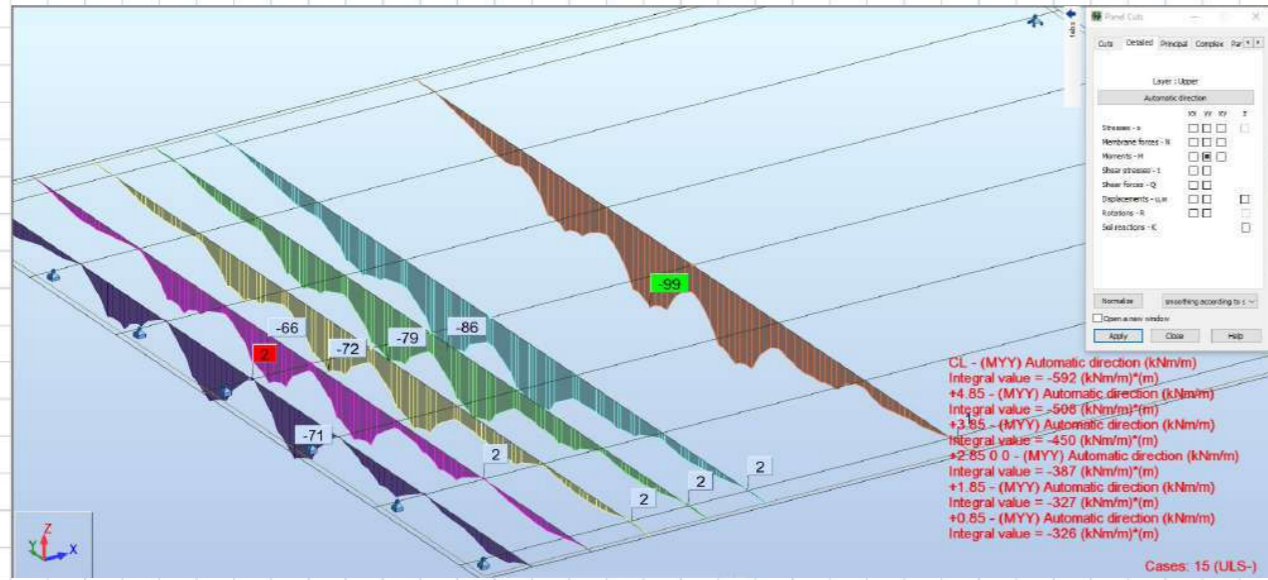 Panel Cuts
Cuts Detailed Principal Complex Par
Layer : Upper
Automatic direction
xx yy xy z
Stresses - s
Membrane forces - N
Moments - M
Shear stresses - t
Shear forces - Q
Displacements - u,w
Rotations - R
Soil reactions - K
Normalize smoothing according to s
Open a new window
Apply Close Help
tabs
-99
-86
-79
-72
-66
2
-71
2
2
2
2
CL - (MYY) Automatic direction (kNm/m)
Integral value = -592 (kNm/m)*(m)
+4.85 - (MYY) Automatic direction (kNm/m)
Integral value = -506 (kNm/m)*(m)
+3.85 - (MYY) Automatic direction (kNm/m)
Integral value = -450 (kNm/m)*(m)
+2.85 0 0 - (MYY) Automatic direction (kNm/m)
Integral value = -387 (kNm/m)*(m)
+1.85 - (MYY) Automatic direction (kNm/m)
Integral value = -327 (kNm/m)*(m)
+0.85 - (MYY) Automatic direction (kNm/m)
Integral value = -326 (kNm/m)*(m)
Cases: 15 (ULS-)
Z
Y X